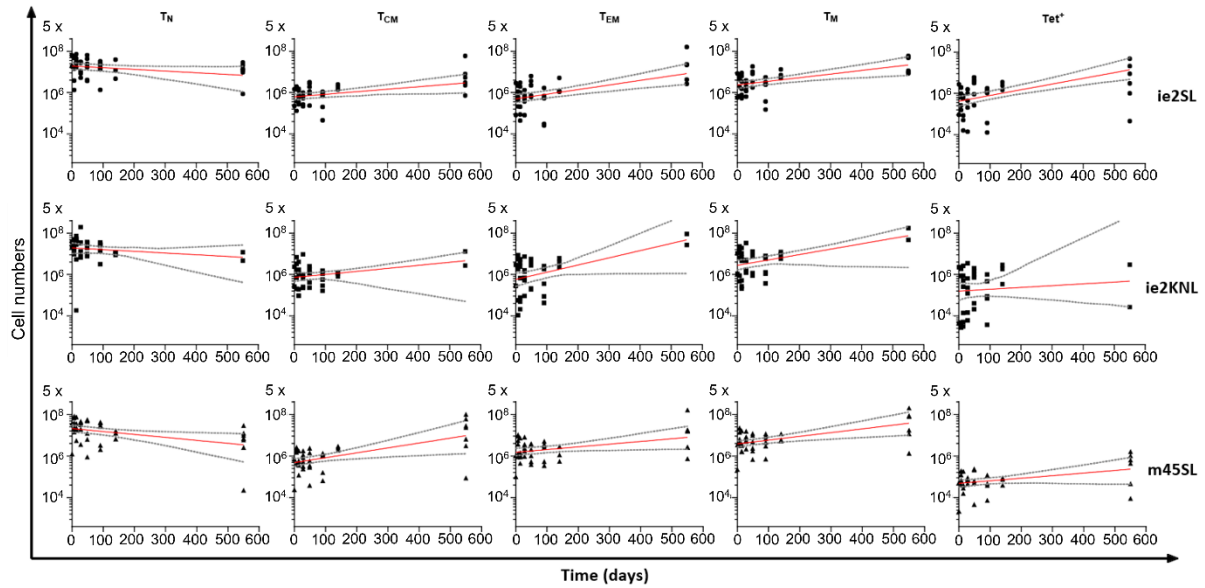 T_N T_CM T_EM T_M Tet⁺
5 x 5 x 5 x 5 x 5 x
10⁸ 10⁸ 10⁸ 10⁸ 10⁸
10⁶ 10⁶ 10⁶ 10⁶ 10⁶ ie2SL
10⁴ 10⁴ 10⁴ 10⁴ 10⁴
0 100 200 300 400 500 600 0 100 200 300 400 500 600 0 100 200 300 400 500 600 0 100 200 300 400 500 600 0 100 200 300 400 500 600
5 x 5 x 5 x 5 x 5 x
10⁸ 10⁸ 10⁸ 10⁸ 10⁸
Cell numbers
10⁶ 10⁶ 10⁶ 10⁶ 10⁶ ie2KNL
10⁴ 10⁴ 10⁴ 10⁴ 10⁴
0 100 200 300 400 500 600 0 100 200 300 400 500 600 0 100 200 300 400 500 600 0 100 200 300 400 500 600 0 100 200 300 400 500 600
5 x 5 x 5 x 5 x 5 x
10⁸ 10⁸ 10⁸ 10⁸ 10⁸
10⁶ 10⁶ 10⁶ 10⁶ 10⁶ m45SL
10⁴ 10⁴ 10⁴ 10⁴ 10⁴
0 100 200 300 400 500 600 0 100 200 300 400 500 600 0 100 200 300 400 500 600 0 100 200 300 400 500 600 0 100 200 300 400 500 600
Time (days)